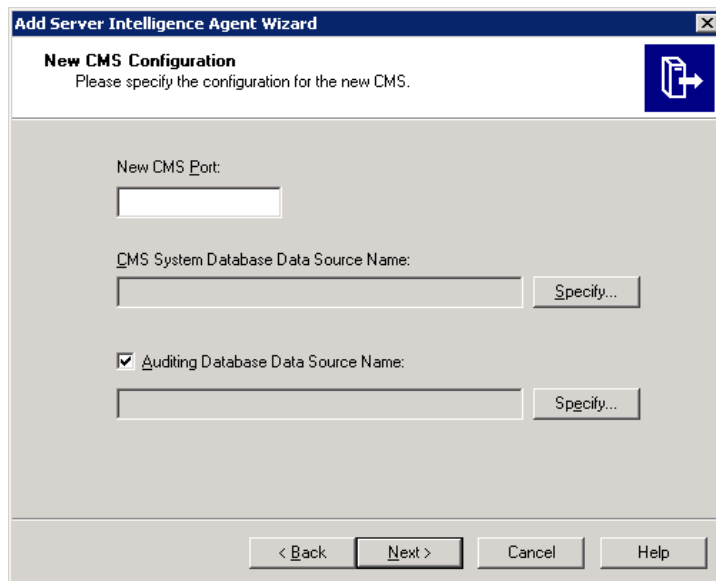 Add Server Intelligence Agent Wizard
New CMS Configuration
Please specify the configuration for the new CMS.
New CMS Port:
CMS System Database Data Source Name:
Specify...
Auditing Database Data Source Name:
Specify...
< Back
Next >
Cancel
Help